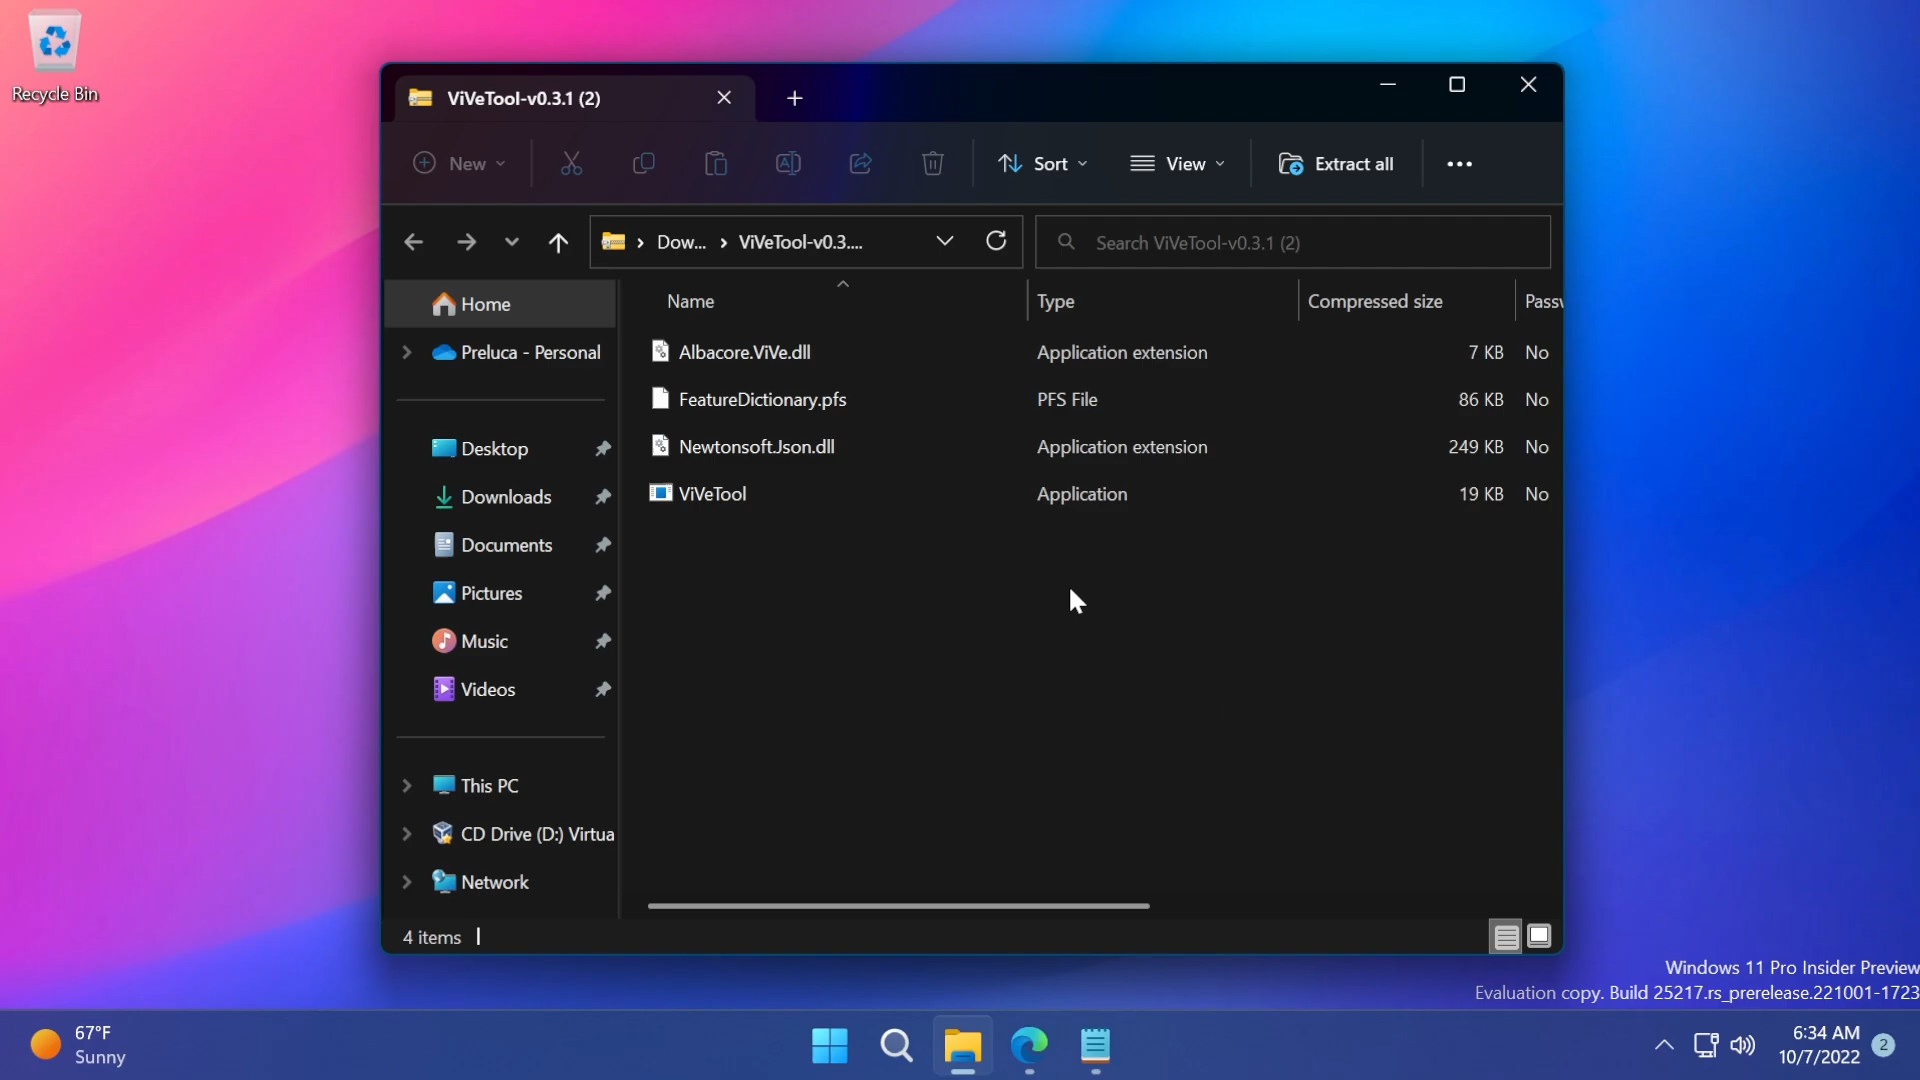 Recycle Bin
ViVeTool-v0.3.1 (2)
New
Sort
View
Extract all
Dow...
ViVeTool-v0.3....
Search ViVeTool-v0.3.1 (2)
Home
Preluca - Personal
Desktop
Downloads
Documents
Pictures
Music
Videos
This PC
CD Drive (D:) Virtua
Network
Name Type Compressed size Passw
Albacore.ViVe.dll Application extension 7 KB No
FeatureDictionary.pfs PFS File 86 KB No
Newtonsoft.Json.dll Application extension 249 KB No
ViVeTool Application 19 KB No
4 items
Windows 11 Pro Insider Preview
Evaluation copy. Build 25217.rs_prerelease.221001-1723
67°F
Sunny
6:34 AM
10/7/2022
2